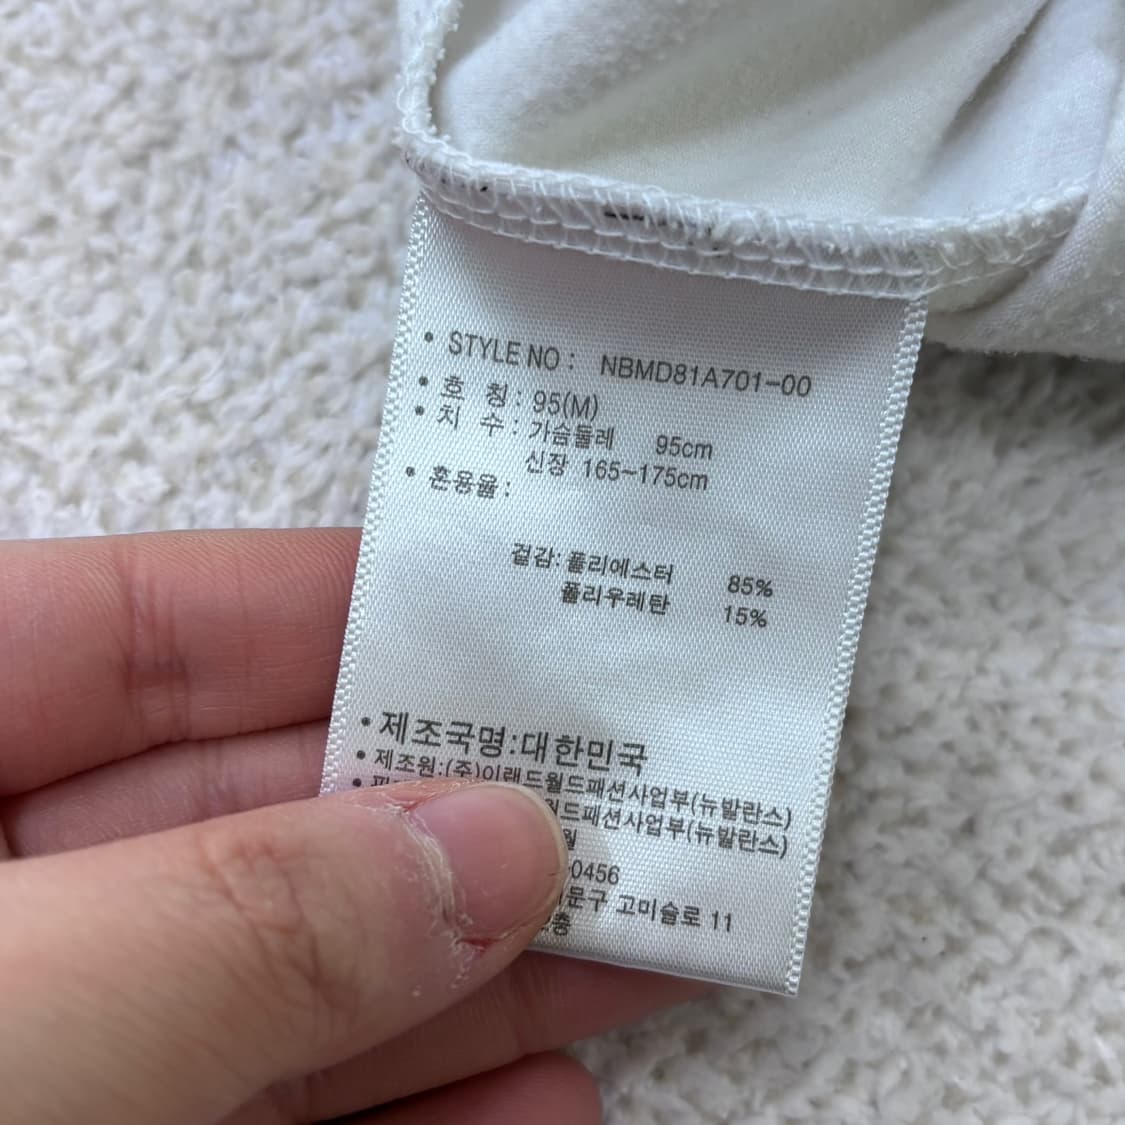 • STYLE NO : NBMD81A701-00
• 호 칭 : 95(M)
• 치 수 : 가슴둘레 95cm
신장 165~175cm
• 혼용율 :
겉감: 폴리에스터 85%
폴리우레탄 15%
• 제조국명:대한민국
• 제조원:(주)이랜드월드패션사업부(뉴발란스)
월드패션사업부(뉴발란스)
월
-0456
문구 고미술로 11
층